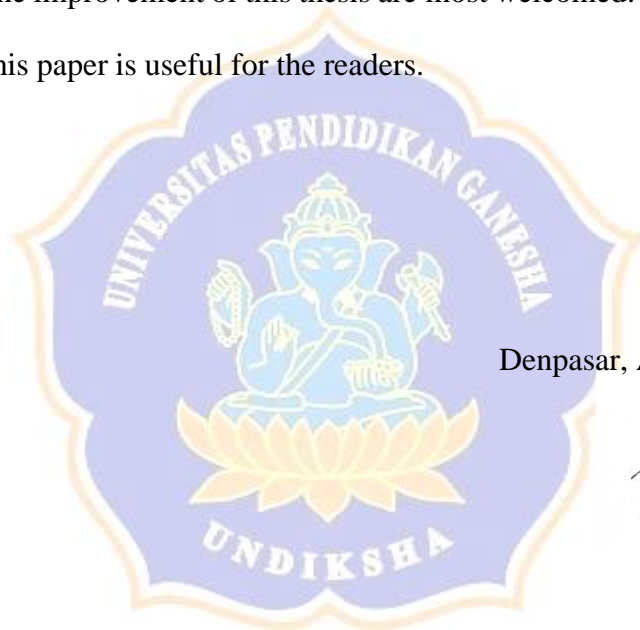 the improvement of this thesis are most welcomed.
this paper is useful for the readers.
UNIVERSITAS PENDIDIKAN GANESHA
Denpasar,
UNDIKSHA